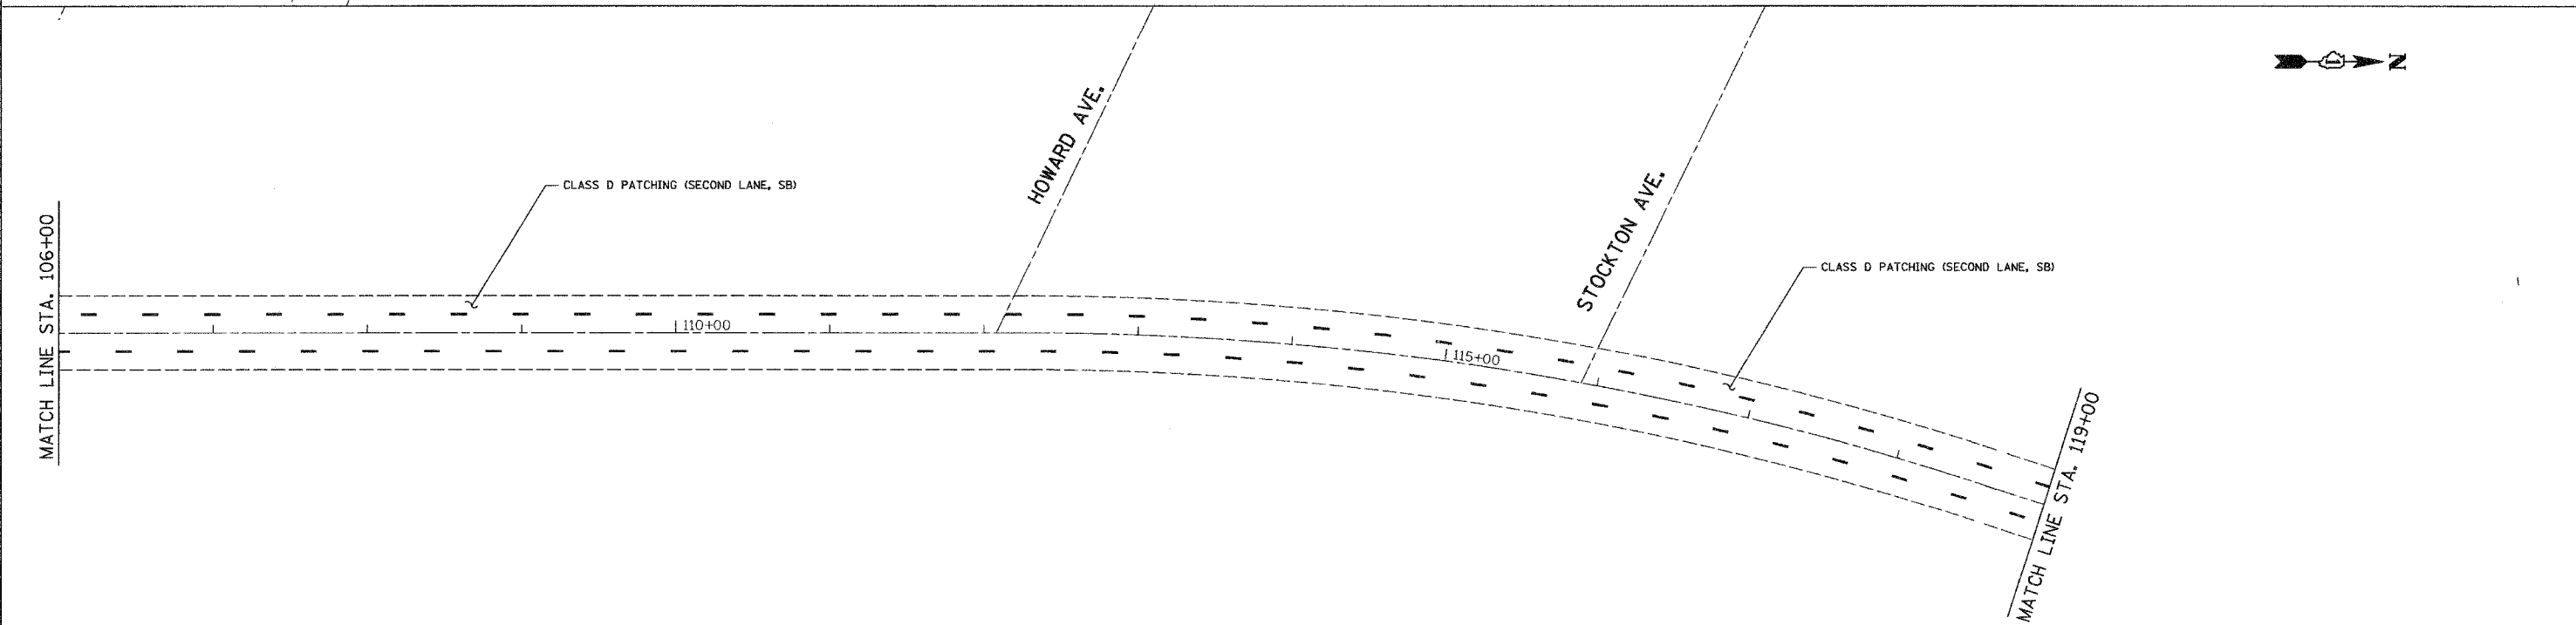 N
HOWARD AVE.
CLASS D PATCHING (SECOND LANE, SB)
STOCKTON AVE.
CLASS D PATCHING (SECOND LANE, SB)
MATCH LINE STA. 106+00
110+00
115+00
MATCH LINE STA. 119+00